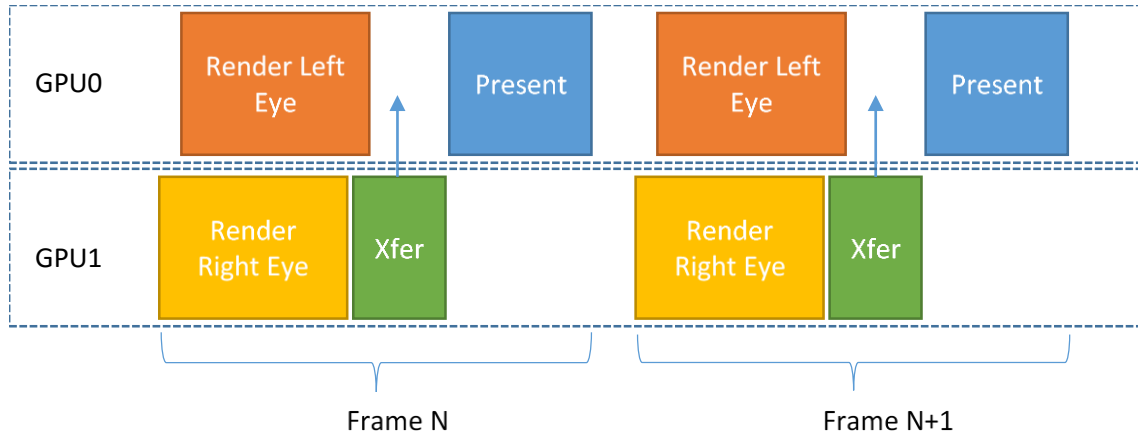 GPU0
Render Left
Eye
Present
Render Left
Eye
Present
GPU1
Render
Right Eye
Xfer
Render
Right Eye
Xfer
Frame N
Frame N+1